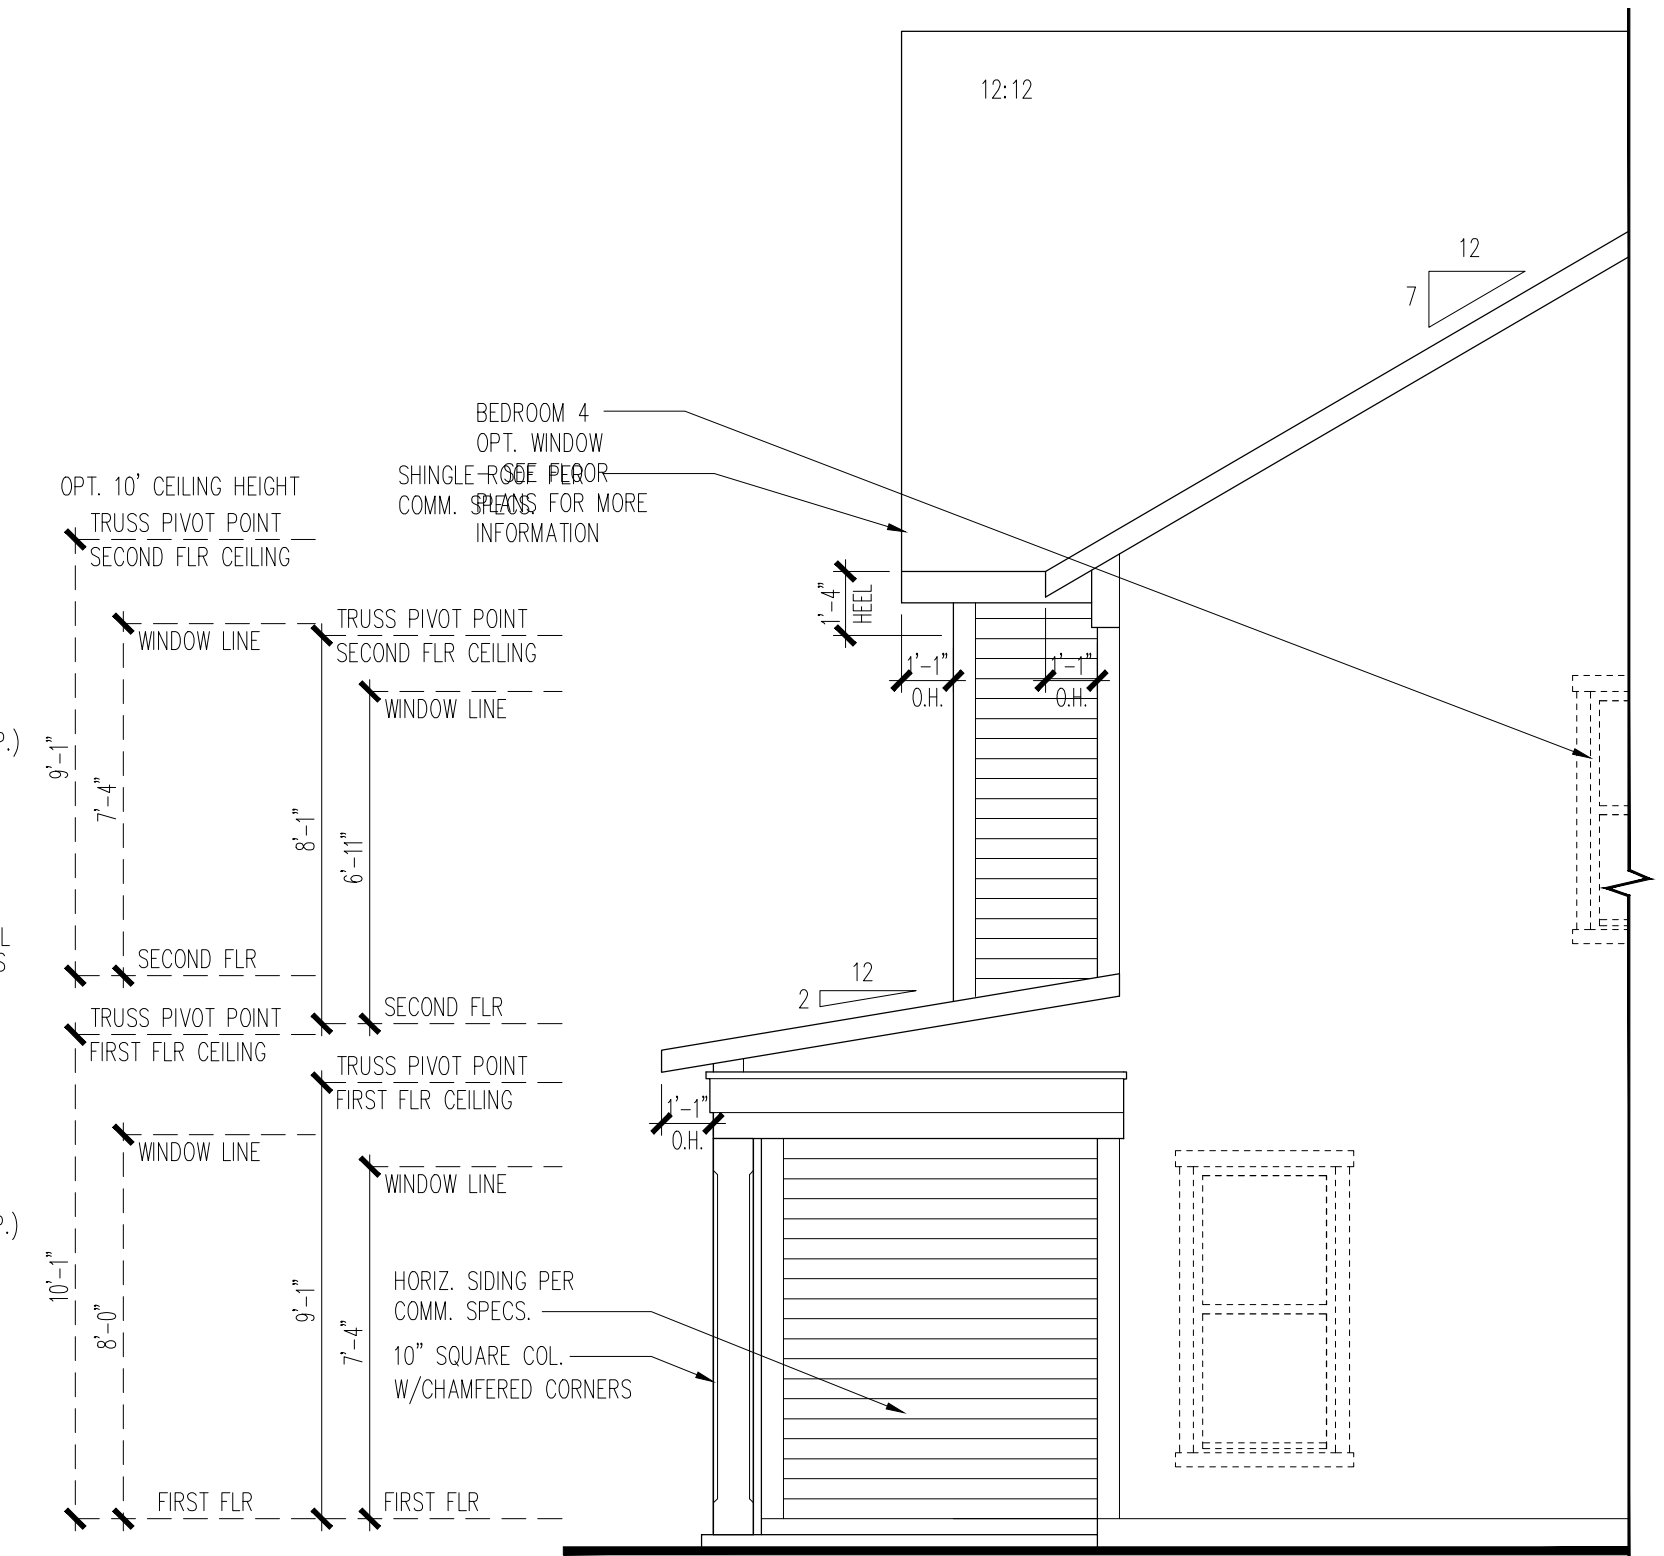 12:12
12
7
BEDROOM 4
OPT. WINDOW
- SEE FLOOR
PLANS FOR MORE
INFORMATION
SHINGLE ROOF PER
COMM. SPECS.
OPT. 10' CEILING HEIGHT
TRUSS PIVOT POINT
SECOND FLR CEILING
WINDOW LINE
9'-1"
7'-4"
SECOND FLR
TRUSS PIVOT POINT
SECOND FLR CEILING
WINDOW LINE
8'-1"
6'-11"
SECOND FLR
1'-4"
HEEL
1'-1"
O.H.
1'-1"
O.H.
P.)
L
S
12
2
TRUSS PIVOT POINT
FIRST FLR CEILING
WINDOW LINE
10'-1"
8'-0"
FIRST FLR
TRUSS PIVOT POINT
FIRST FLR CEILING
WINDOW LINE
9'-1"
7'-4"
FIRST FLR
1'-1"
O.H.
P.)
HORIZ. SIDING PER
COMM. SPECS.
10" SQUARE COL.
W/CHAMFERED CORNERS